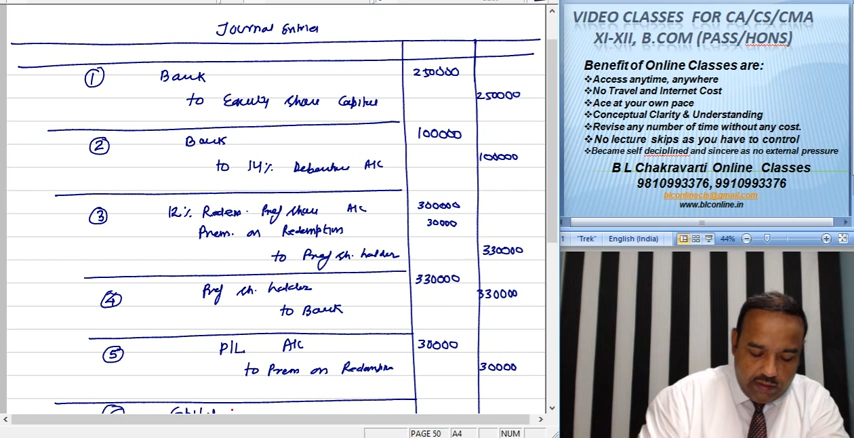 Journal Entries
① Bank 250000
to Equity Share Capital 250000
② Bank 100000
to 14% Debenture A/C 100000
③ 12% Redem. Pref Share A/C 300000
Prem. on Redemption 30000
to Pref sh. holder 330000
④ Pref sh. holder 330000
to Bank 330000
⑤ P/L A/C 30000
to Prem on Redemption 30000
VIDEO CLASSES FOR CA/CS/CMA
XI-XII, B.COM (PASS/HONS)
Benefit of Online Classes are:
❖Access anytime, anywhere
❖No Travel and Internet Cost
❖Ace at your own pace
❖Conceptual Clarity & Understanding
❖Revise any number of time without any cost.
❖No lecture skips as you have to control
❖Became self deciplined and sincere as no external pressure
B L Chakravarti Online Classes
9810993376, 9910993376
blconlinecls@gmail.com
www.blconline.in
1 "Trek" English (India) 44%
PAGE 50 A4 NUM